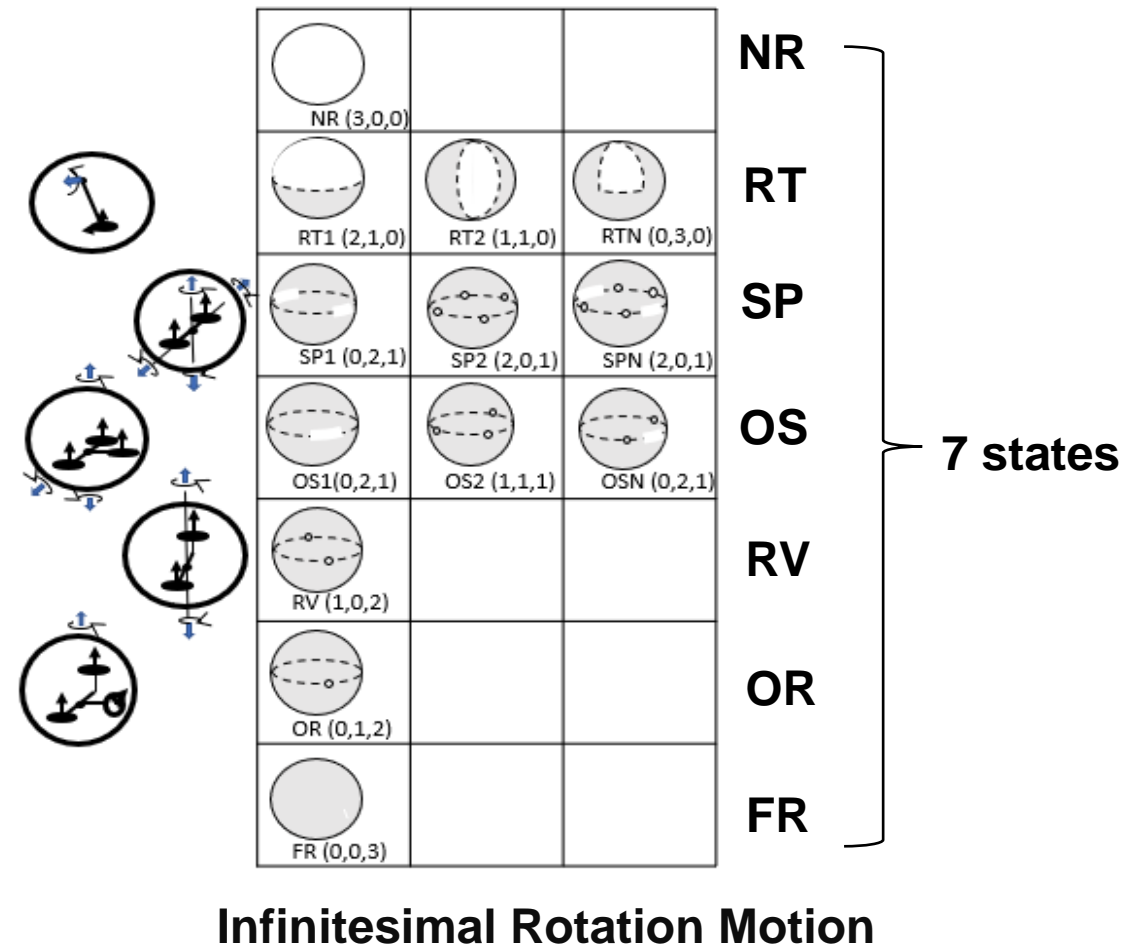 NR
NR (3,0,0)
RT
RT1 (2,1,0) RT2 (1,1,0) RTN (0,3,0)
SP
SP1 (0,2,1) SP2 (2,0,1) SPN (2,0,1)
OS
OS1(0,2,1) OS2 (1,1,1) OSN (0,2,1)
7 states
RV
RV (1,0,2)
OR
OR (0,1,2)
FR
FR (0,0,3)
Infinitesimal Rotation Motion